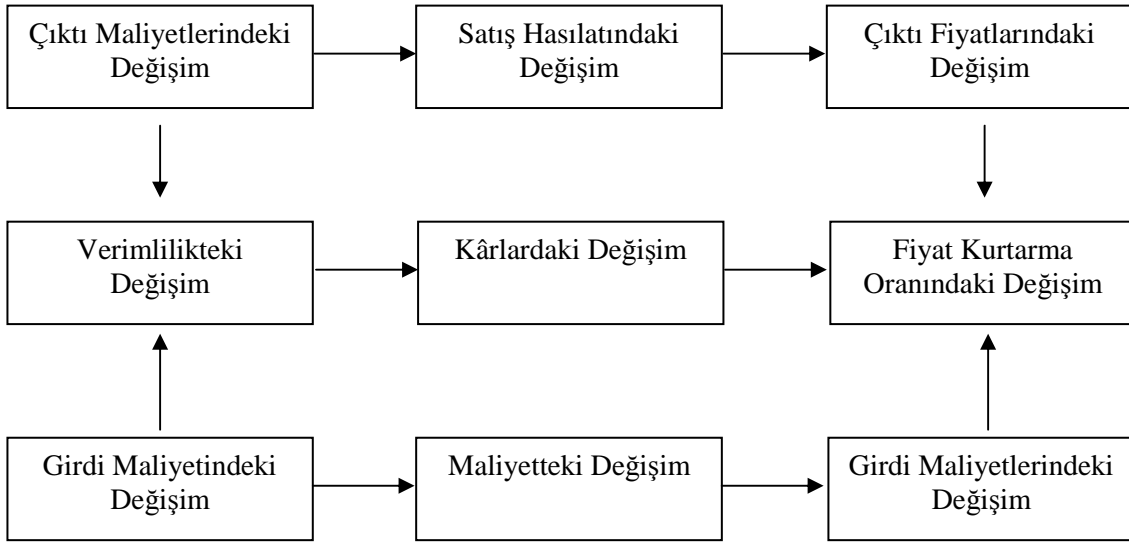 Çıktı Maliyetlerindeki
Değişim
Satış Hasılatındaki
Değişim
Çıktı Fiyatlarındaki
Değişim
Verimlilikteki
Değişim
Kârlardaki Değişim
Fiyat Kurtarma
Oranındaki Değişim
Girdi Maliyetindeki
Değişim
Maliyetteki Değişim
Girdi Maliyetlerindeki
Değişim